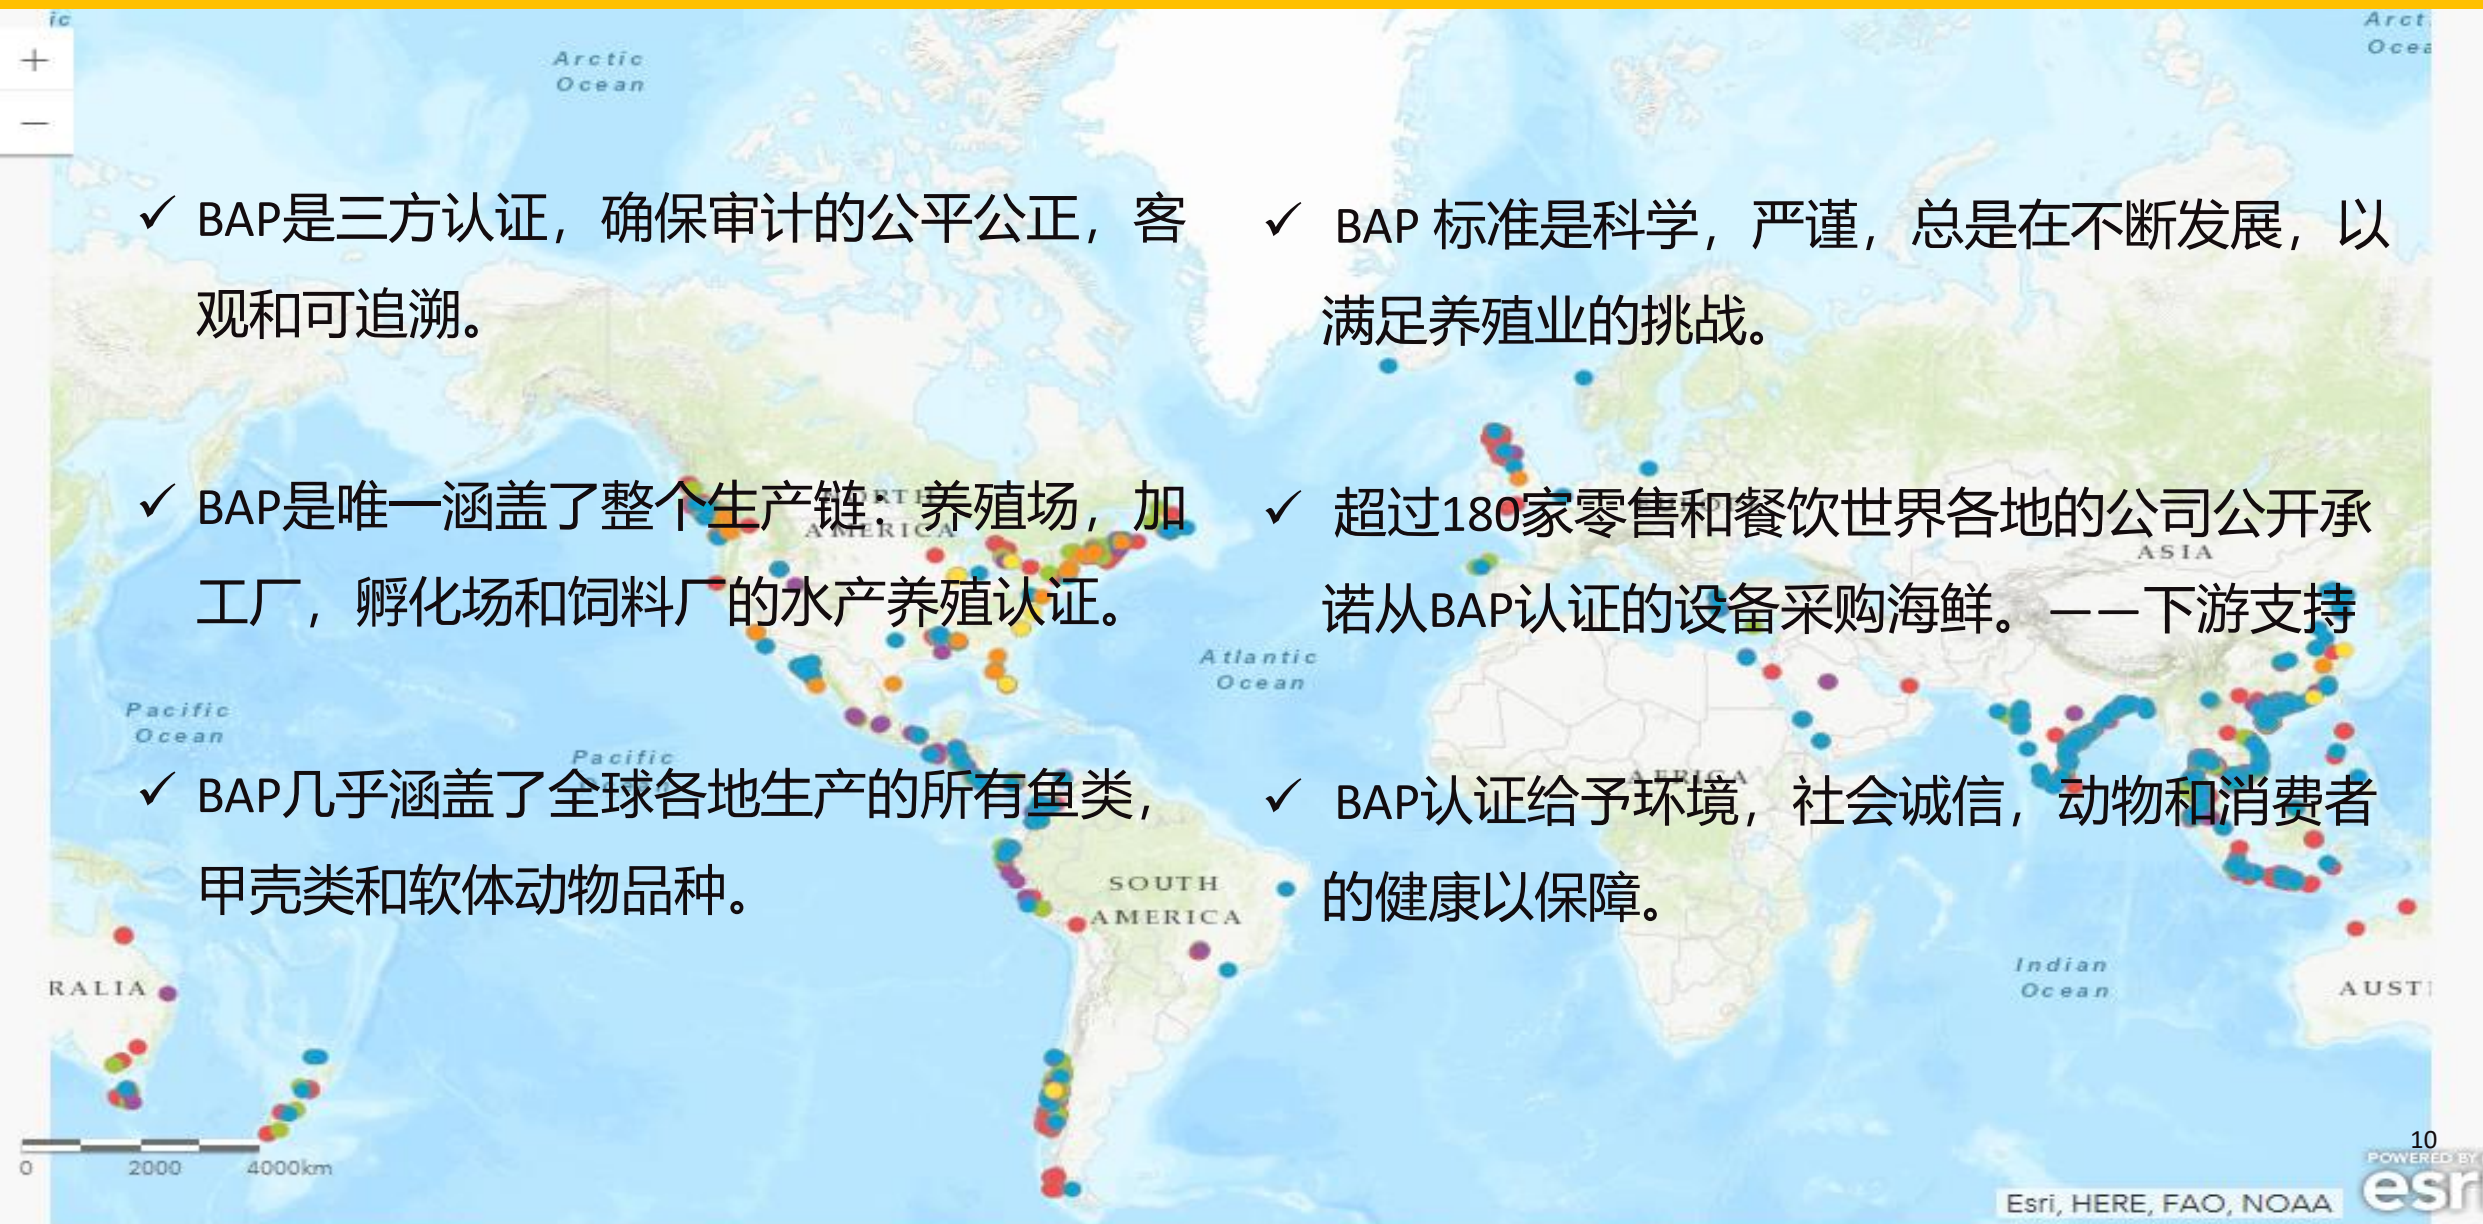 ic
Arctic
Ocean
Arct
Ocea
BAP是三方认证，确保审计的公平公正，客
观和可追溯。
BAP是唯一涵盖了整个生产链：养殖场，加
工厂，孵化场和饲料厂的水产养殖认证。
BAP几乎涵盖了全球各地生产的所有鱼类，
甲壳类和软体动物品种。
BAP 标准是科学，严谨，总是在不断发展，以
满足养殖业的挑战。
超过180家零售和餐饮世界各地的公司公开承
诺从BAP认证的设备采购海鲜。——下游支持
BAP认证给予环境，社会诚信，动物和消费者
的健康以保障。
NORTH
AMERICA
ASIA
Atlantic
Ocean
Pacific
Ocean
Pacific
AFRICA
SOUTH
AMERICA
Indian
Ocean
RALIA
AUST
0 2000 4000km
10
POWERED BY
esri
Esri, HERE, FAO, NOAA